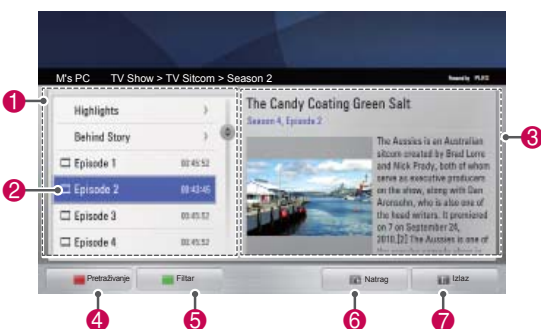 M's PC TV Show > TV Sitcom > Season 2
Powered by PLEX
1
Highlights
Behind Story
Episode 1 00:45:52
2
Episode 2 00:43:45
Episode 3 00:45:52
Episode 4 00:45:52
The Candy Coating Green Salt
Season 4, Episode 2
3
The Aussies is an Australian
sitcom created by Brad Lorre
and Nick Prady, both of whom
serve as executive producers
on the show, along with Dan
Aronsohn, who is also one of
the head writers. It premiered
on 7 on September 24,
2010.[2] The Aussies is one of
Pretraživanje
Filtar
Natrag
Izlaz
4
5
6
7